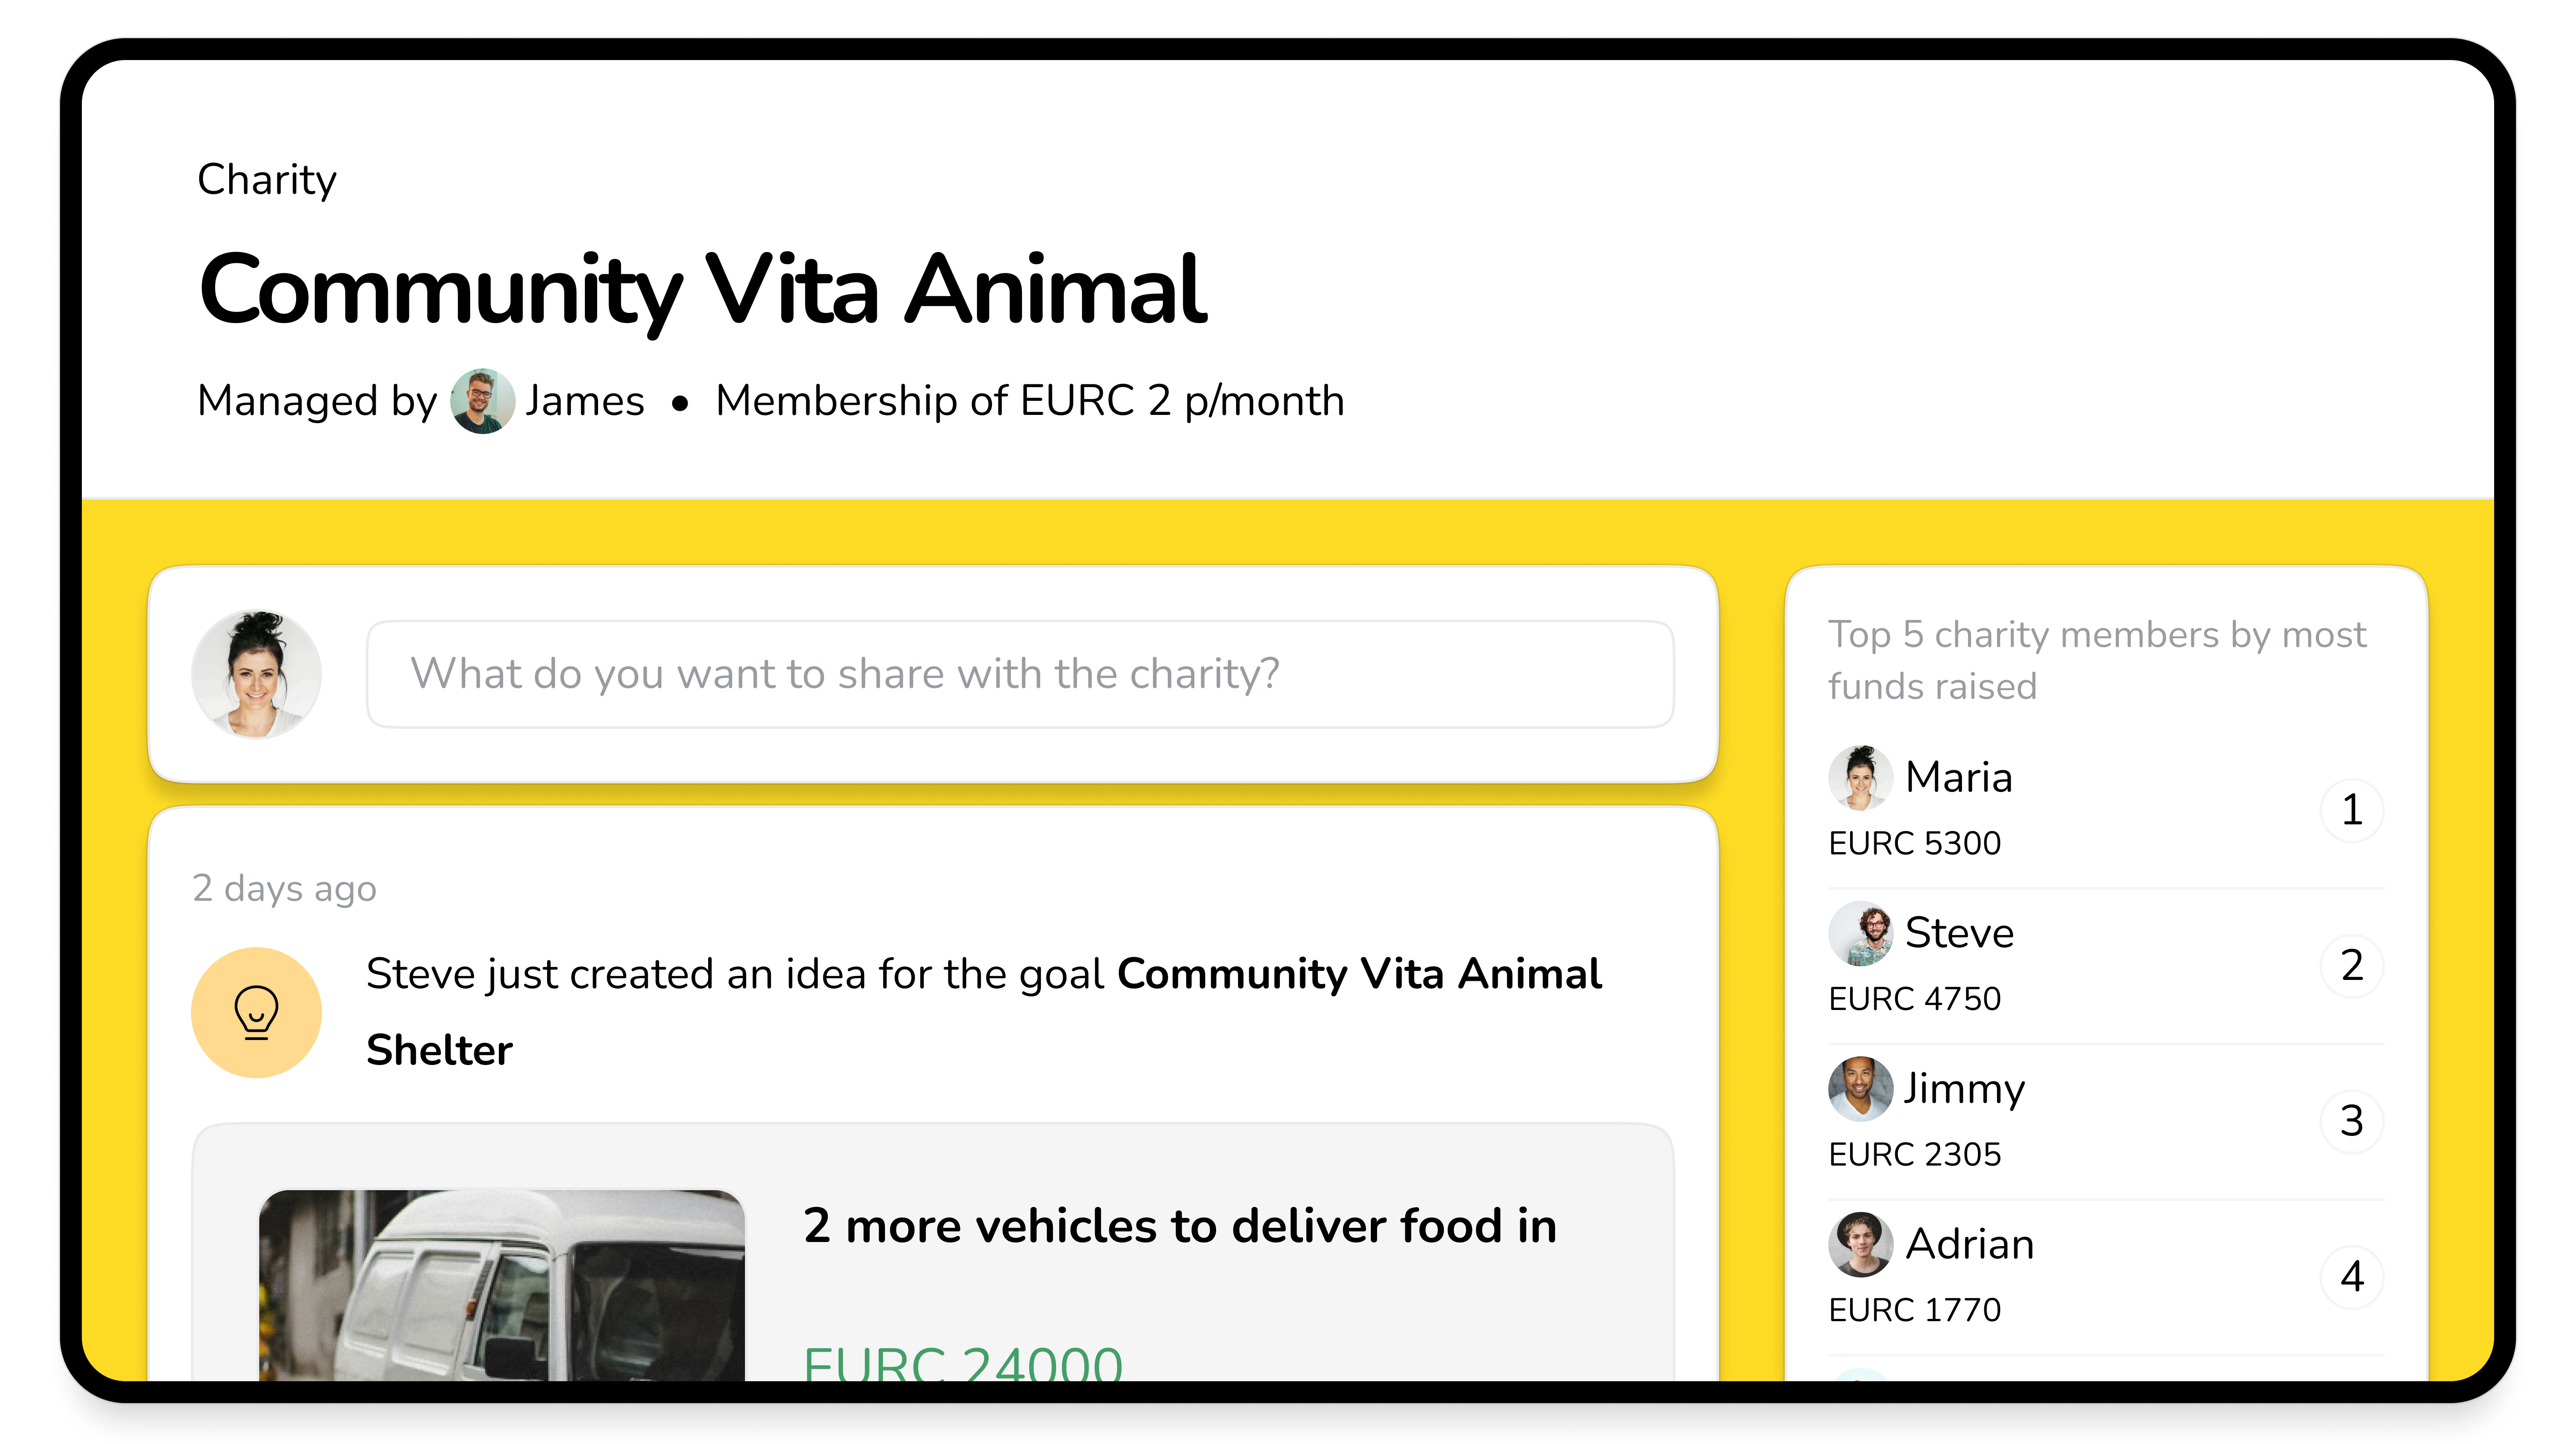 Charity
Community Vita Animal
Managed by James • Membership of EURC 2 p/month
What do you want to share with the charity?
2 days ago
Steve just created an idea for the goal Community Vita Animal
Shelter
2 more vehicles to deliver food in
EURC 24000
Top 5 charity members by most
funds raised
Maria
1
EURC 5300
Steve
2
EURC 4750
Jimmy
3
EURC 2305
Adrian
4
EURC 1770